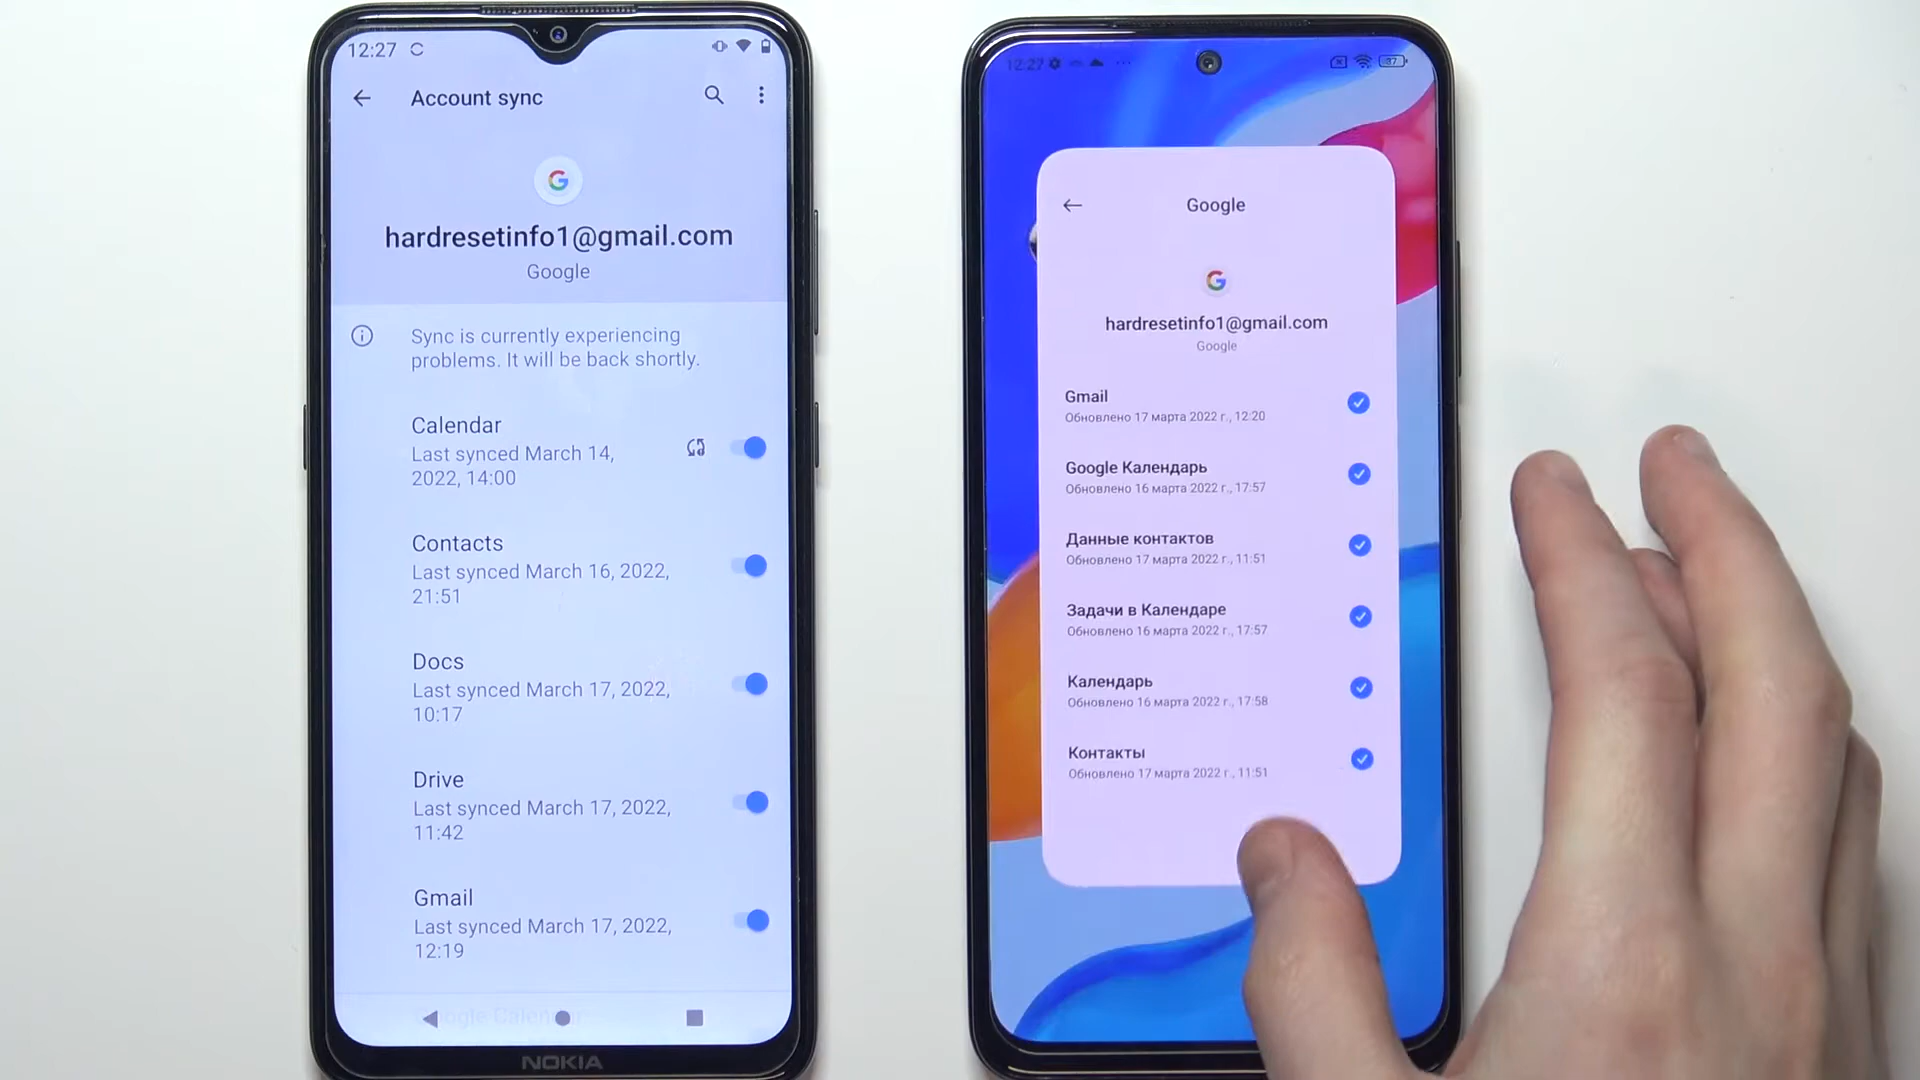 12:27
Account sync
hardresetinfo1@gmail.com
Google
Sync is currently experiencing
problems. It will be back shortly.
Calendar
Last synced March 14,
2022, 14:00
Contacts
Last synced March 16, 2022,
21:51
Docs
Last synced March 17, 2022,
10:17
Drive
Last synced March 17, 2022,
11:42
Gmail
Last synced March 17, 2022,
12:19
Google Calendar
NOKIA
12:27
37
Google
hardresetinfo1@gmail.com
Google
Gmail
Обновлено 17 марта 2022 г., 12:20
Google Календарь
Обновлено 16 марта 2022 г., 17:57
Данные контактов
Обновлено 17 марта 2022 г., 11:51
Задачи в Календаре
Обновлено 16 марта 2022 г., 17:57
Календарь
Обновлено 16 марта 2022 г., 17:58
Контакты
Обновлено 17 марта 2022 г., 11:51